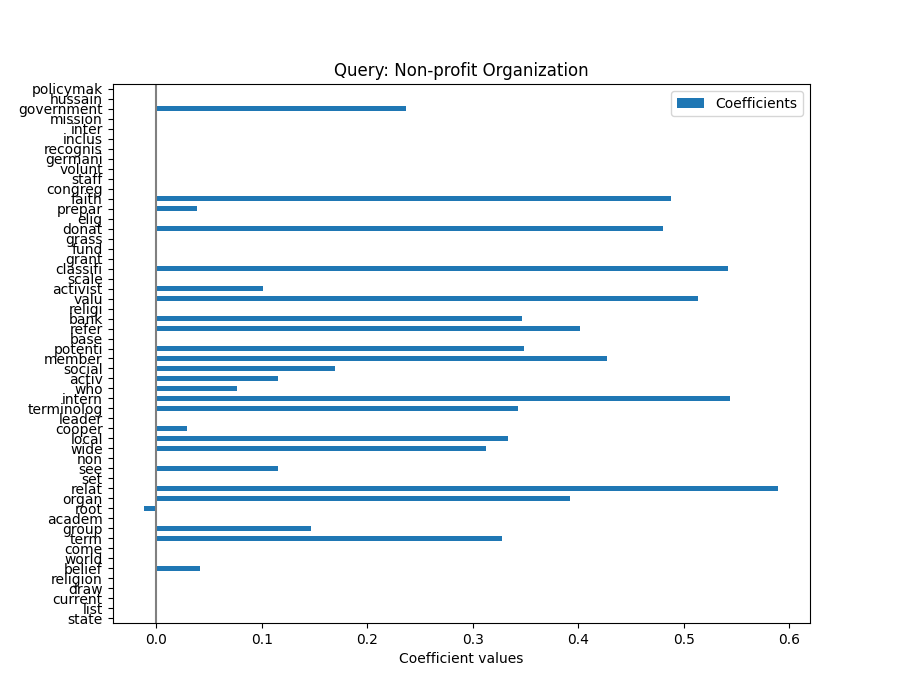 Query: Non-profit Organization
Coefficients
policymak
hussain
government
mission
inter
inclus
recognis
germani
volunt
staff
congreg
faith
prepar
elig
donat
grass
fund
grant
classifi
scale
activist
valu
religi
bank
refer
base
potenti
member
social
activ
who
intern
terminolog
leader
cooper
local
wide
non
see
set
relat
organ
root
academ
group
term
come
world
belief
religion
draw
current
list
state
0.0 0.1 0.2 0.3 0.4 0.5 0.6
Coefficient values